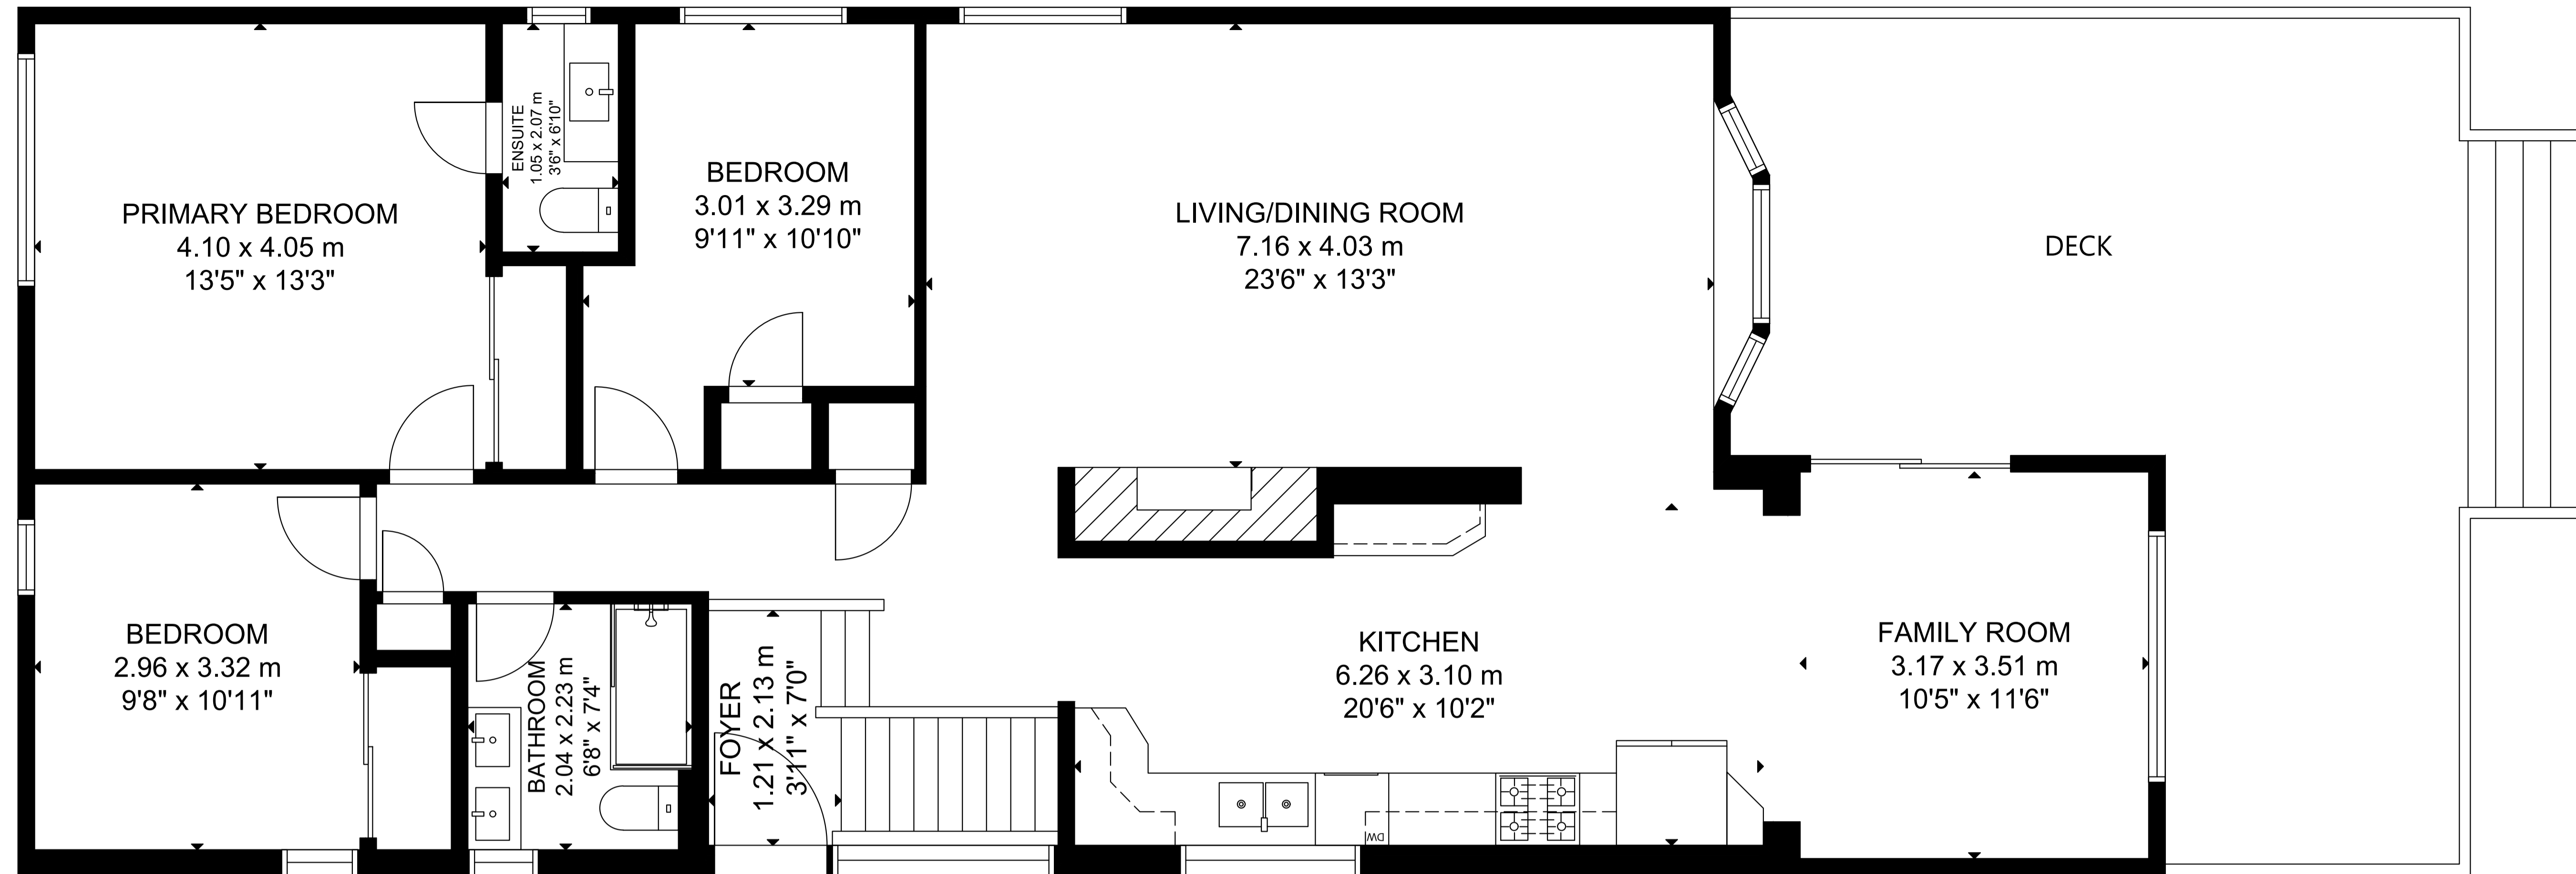 PRIMARY BEDROOM
4.10 x 4.05 m
13'5" x 13'3"
ENSUITE
1.05 x 2.07 m
3'6" x 6'10"
BEDROOM
3.01 x 3.29 m
9'11" x 10'10"
LIVING/DINING ROOM
7.16 x 4.03 m
23'6" x 13'3"
DECK
BEDROOM
2.96 x 3.32 m
9'8" x 10'11"
BATHROOM
2.04 x 2.23 m
6'8" x 7'4"
FOYER
1.21 x 2.13 m
3'11" x 7'0"
KITCHEN
6.26 x 3.10 m
20'6" x 10'2"
DW
FAMILY ROOM
3.17 x 3.51 m
10'5" x 11'6"